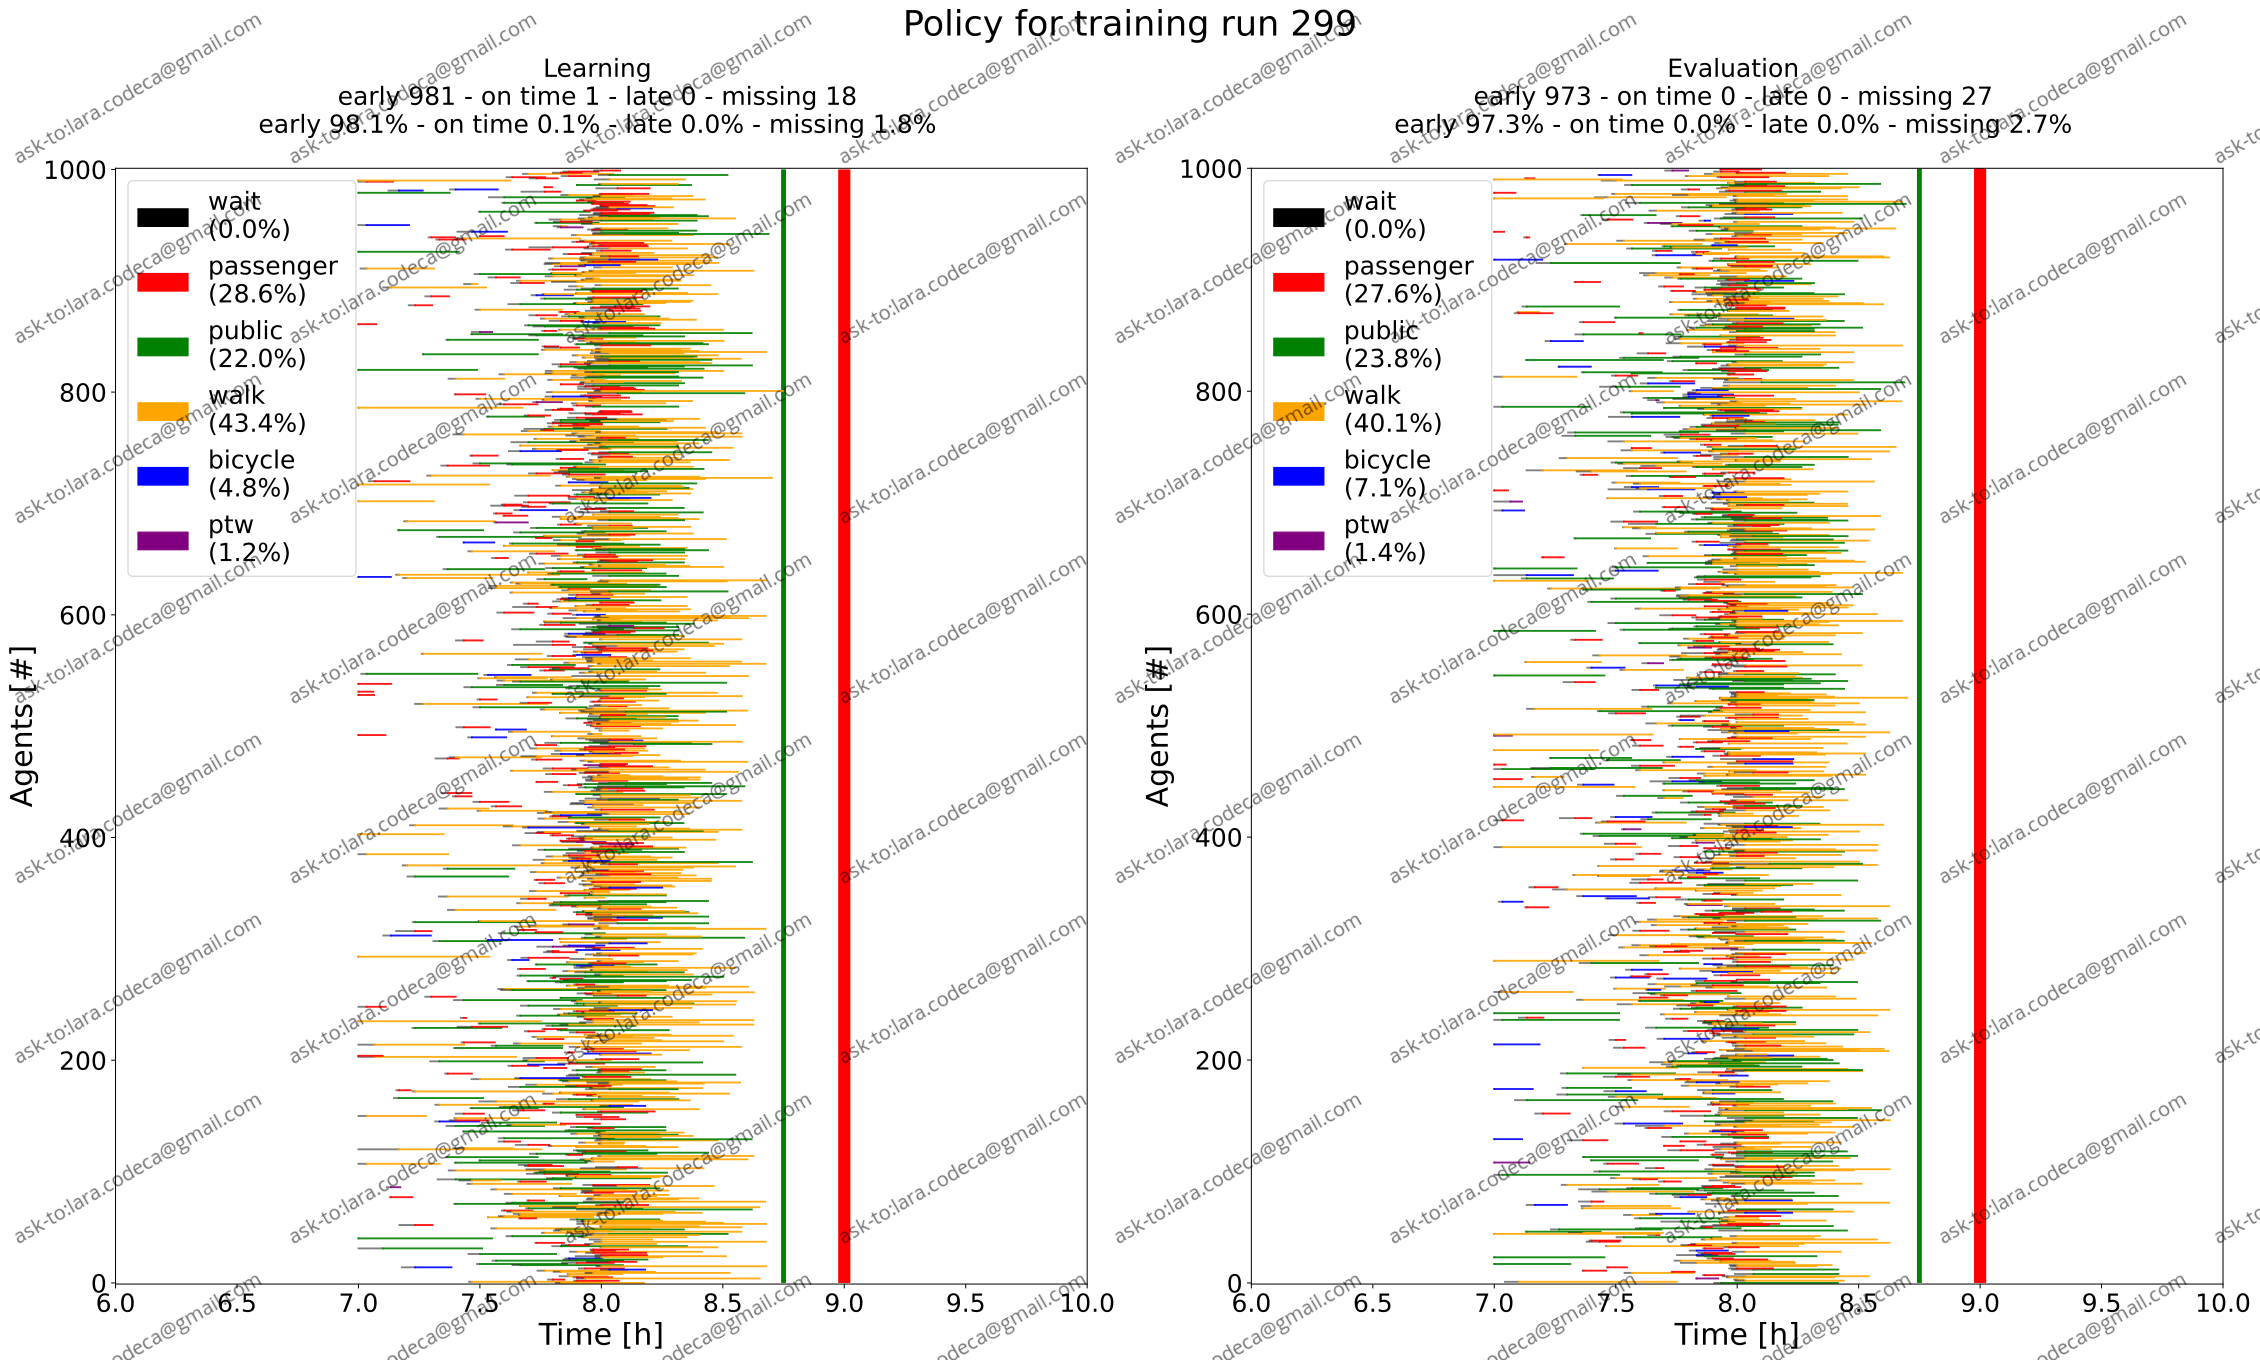 Policy for training run 299
Learning
early 981 - on time 1 - late 0 - missing 18
early 98.1% - on time 0.1% - late 0.0% - missing 1.8%
1000
800
600
400
200
0
Agents [#]
wait
(0.0%)
passenger
(28.6%)
public
(22.0%)
walk
(43.4%)
bicycle
(4.8%)
ptw
(1.2%)
6.0 6.5 7.0 7.5 8.0 8.5 9.0 9.5 10.0
Time [h]
Evaluation
early 973 - on time 0 - late 0 - missing 27
early 97.3% - on time 0.0% - late 0.0% - missing 2.7%
1000
800
600
400
200
0
Agents [#]
wait
(0.0%)
passenger
(27.6%)
public
(23.8%)
walk
(40.1%)
bicycle
(7.1%)
ptw
(1.4%)
6.0 6.5 7.0 7.5 8.0 8.5 9.0 9.5 10.0
Time [h]
ask-to:lara.codeca@gmail.com